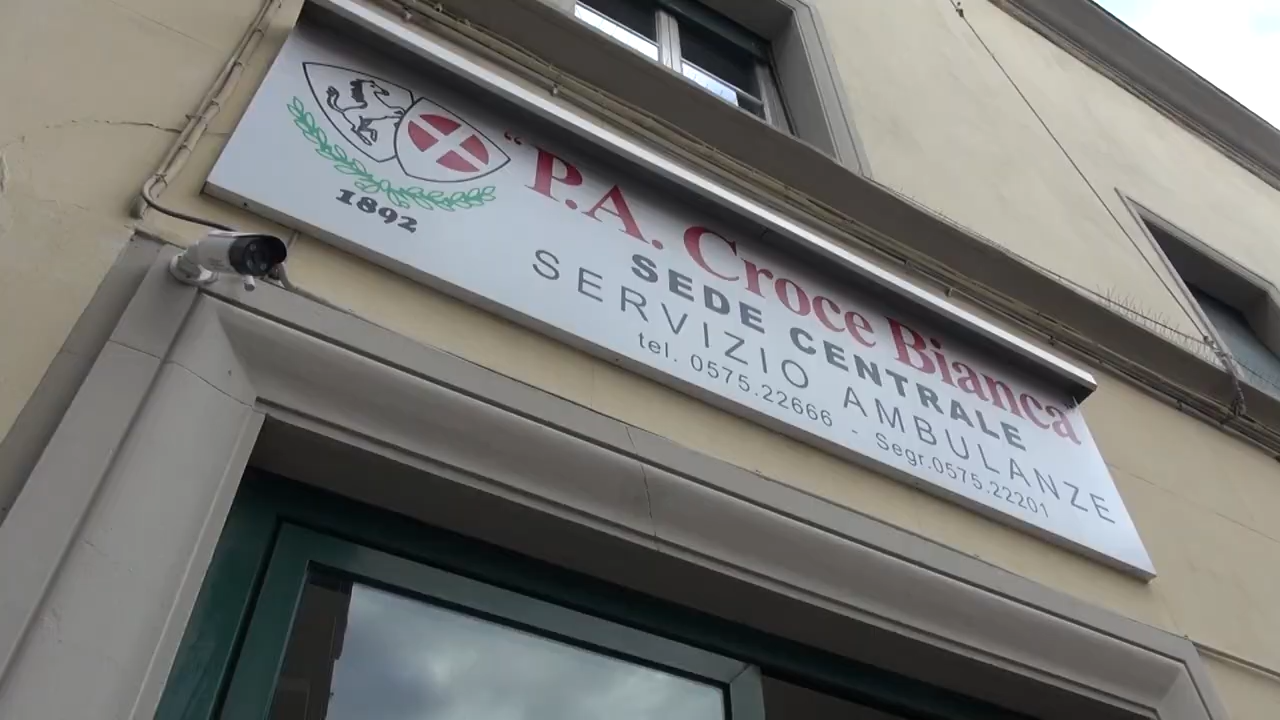 1892
“P.A. Croce Bianca
SEDE CENTRALE
SERVIZIO AMBULANZE
tel. 0575.22666 - Segr.0575.22201